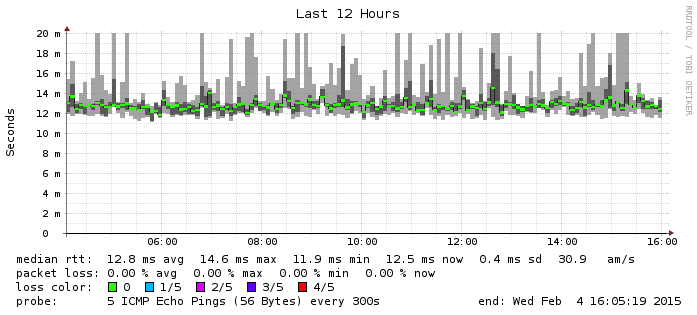 Last 12 Hours
RRDTOOL / TOBI OETIKER
Seconds
20 m
18 m
16 m
14 m
12 m
10 m
8 m
6 m
4 m
2 m
0
06:00 08:00 10:00 12:00 14:00 16:00
median rtt: 12.8 ms avg 14.6 ms max 11.9 ms min 12.5 ms now 0.4 ms sd 30.9 am/s
packet loss: 0.00 % avg 0.00 % max 0.00 % min 0.00 % now
loss color: 0 1/5 2/5 3/5 4/5
probe: 5 ICMP Echo Pings (56 Bytes) every 300s end: Wed Feb 4 16:05:19 2015